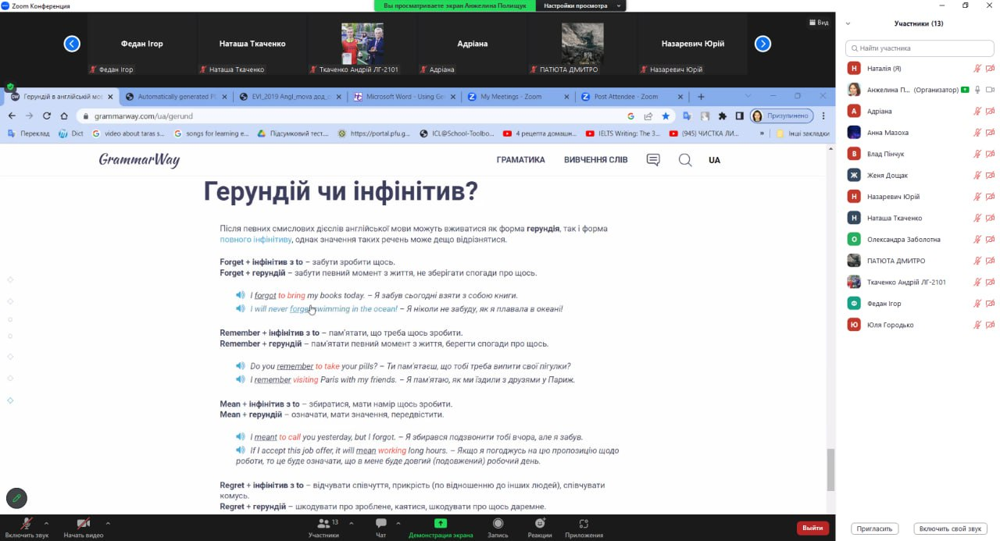 Zoom Конференция
Вы просматриваете экран Анжелина Полищук
Настройки просмотра
Вид
Федан Ігор
Наташа Ткаченко
Адріана
Назаревич Юрій
Федан Ігор
Наташа Ткаченко
Ткаченко Андрій ЛГ-2101
Адріана
ПАТЮТА ДМИТРО
Назаревич Юрій
Герундій в англійській мов
Automatically generated P
EVI_2019 Angl_mova дод_
Microsoft Word - Using Ge
My Meetings - Zoom
Post Attendee - Zoom
grammarway.com/ua/gerund
Призупинено
Переклад
Dict
video about taras s...
songs for learning e...
Підсумковий тест....
https://portal.pfu.g...
ICL@School-Toolbo...
4 рецепта домашн...
IELTS Writing: The 3...
(945) ЧИСТКА ЛИ...
»
Інші закладки
GrammarWay
ГРАМАТИКА
ВИВЧЕННЯ СЛІВ
UA
Герундій чи інфінітив?
Після певних смислових дієслів англійської мови можуть вживатися як форма герундія, так і форма
повного інфінітиву, однак значення таких речень може дещо відрізнятися.
Forget + інфінітив з to – забути зробити щось.
Forget + герундій – забути певний момент з життя, не зберігати спогади про щось.
I forgot to bring my books today. – Я забув сьогодні взяти з собою книги.
I will never forget swimming in the ocean! – Я ніколи не забуду, як я плавала в океані!
Remember + інфінітив з to – пам'ятати, що треба щось зробити.
Remember + герундій – пам'ятати певний момент з життя, берегти спогади про щось.
Do you remember to take your pills? – Ти пам'ятаєш, що тобі треба випити свої пігулки?
I remember visiting Paris with my friends. – Я пам'ятаю, як ми їздили з друзями у Париж.
Mean + інфінітив з to – збиратися, мати намір щось зробити.
Mean + герундій – означати, мати значення, передвістити.
I meant to call you yesterday, but I forgot. – Я збирався подзвонити тобі вчора, але я забув.
If I accept this job offer, it will mean working long hours. – Якщо я погоджусь на цю пропозицію щодо
роботи, то це буде означати, що в мене буде довгий (подовжений) робочий день.
Regret + інфінітив з to – відчувати співчуття, прикрість (по відношенню до інших людей), співчувати
комусь.
Regret + герундій – шкодувати про зроблене, каятися, шкодувати про щось даремне.
Включить звук
Начать видео
13
Участники
Чат
Демонстрация экрана
Запись
Реакции
Приложения
Выйти
Участники (13)
Найти участника
Н Наталія (Я)
Анжелина П... (Организатор)
А Адріана
Анна Мазоха
В Влад Пінчук
Ж Женя Дощак
Н Назаревич Юрій
Н Наташа Ткаченко
О Олександра Заболотна
ПАТЮТА ДМИТРО
Ткаченко Андрій ЛГ-2101
Ф Федан Ігор
Ю Юля Городько
Пригласить
Включить свой звук